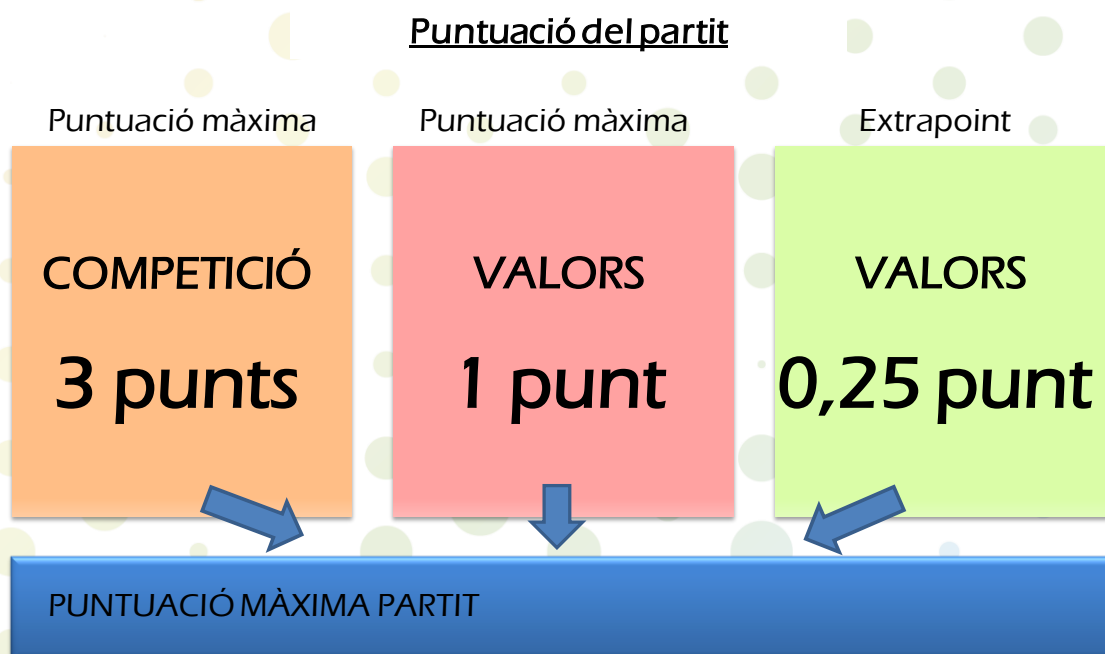 Puntuació del partit
Puntuació màxima
Puntuació màxima
Extrapoint
COMPETICIÓ
3 punts
VALORS
1 punt
VALORS
0,25 punt
PUNTUACIÓ MÀXIMA PARTIT